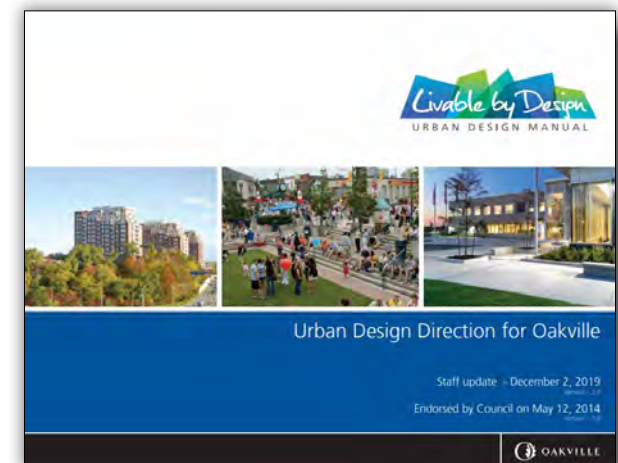 Livable by Design
URBAN DESIGN MANUAL
Urban Design Direction for Oakville
Staff update - December 2, 2019
Endorsed by Council on May 12, 2014
OAKVILLE